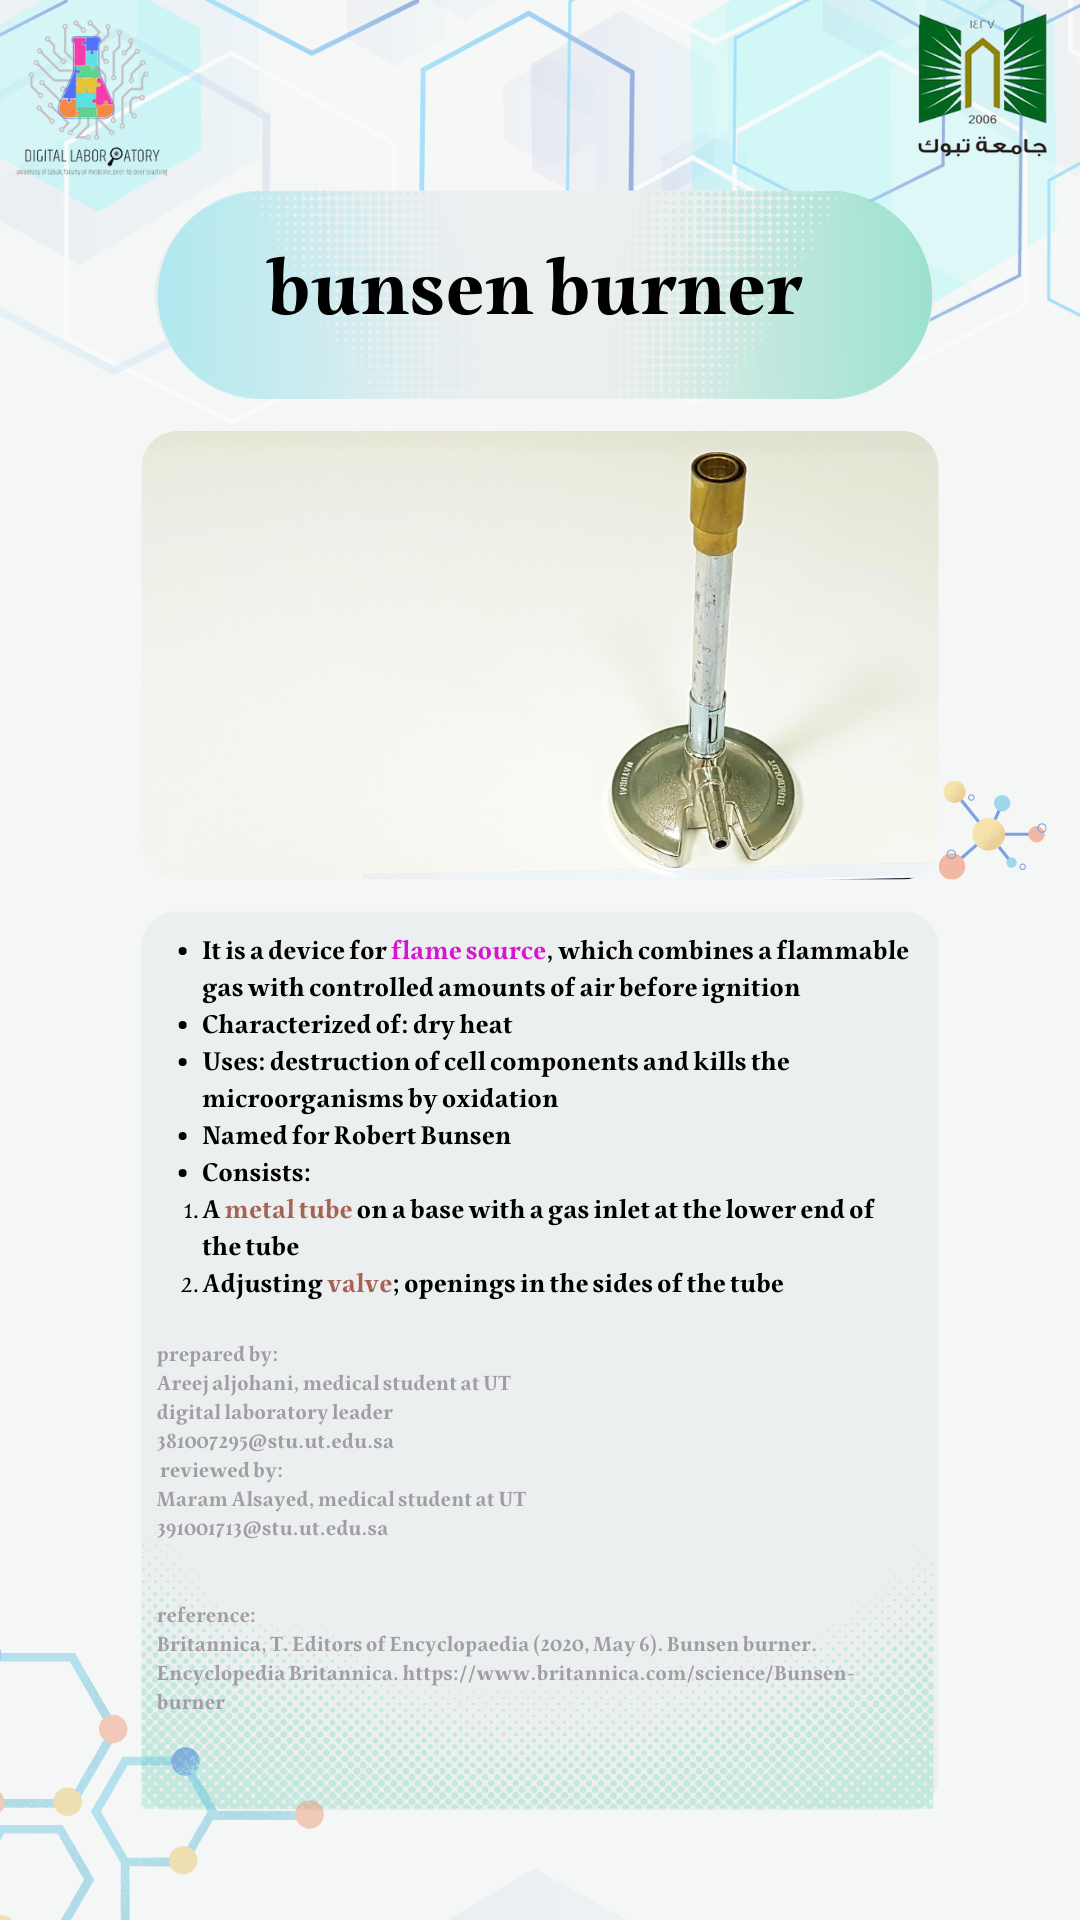 DIGITAL LABORATORY
university of tabuk, faculty of medicine, peer-to-peer teaching
١٤٢٧
2006
جامعة تبوك
bunsen burner
NATURAL
HUMBOLDT
• It is a device for flame source, which combines a flammable
gas with controlled amounts of air before ignition
• Characterized of: dry heat
• Uses: destruction of cell components and kills the
microorganisms by oxidation
• Named for Robert Bunsen
• Consists:
1. A metal tube on a base with a gas inlet at the lower end of
the tube
2. Adjusting valve; openings in the sides of the tube
prepared by:
Areej aljohani, medical student at UT
digital laboratory leader
381007295@stu.ut.edu.sa
reviewed by:
Maram Alsayed, medical student at UT
391001713@stu.ut.edu.sa
reference:
Britannica, T. Editors of Encyclopaedia (2020, May 6). Bunsen burner.
Encyclopedia Britannica. https://www.britannica.com/science/Bunsen-
burner